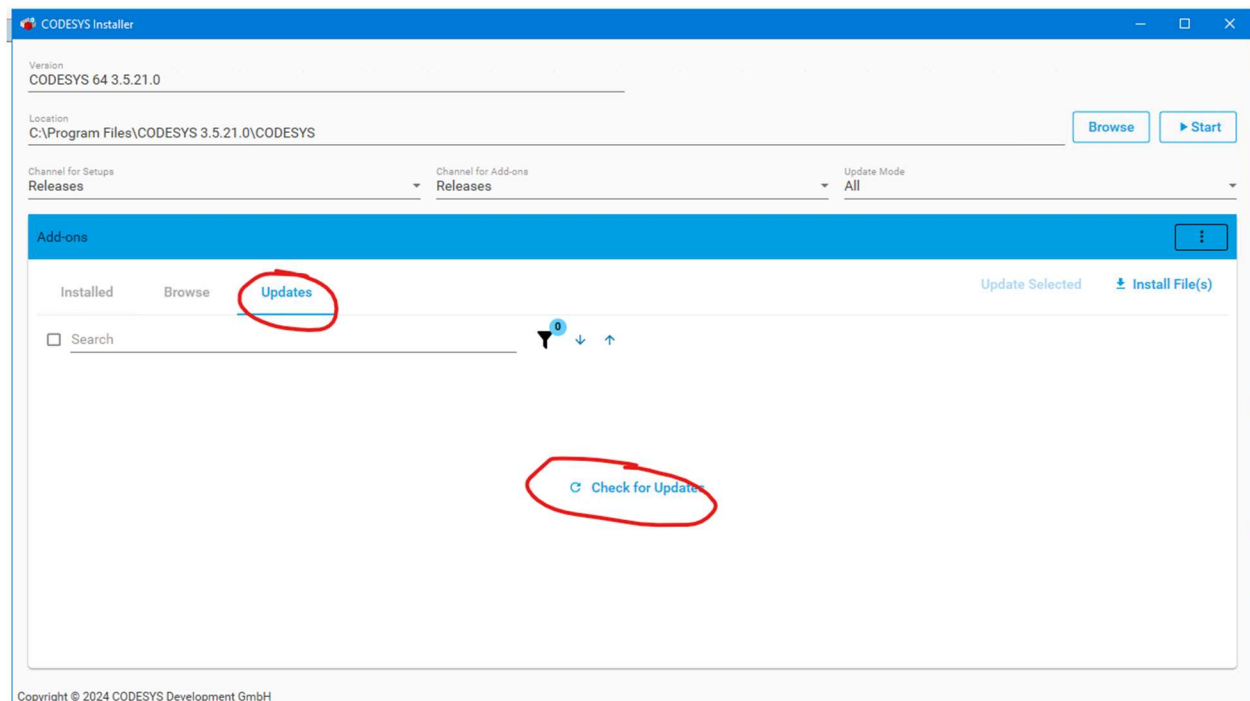 CODESYS Installer
Version
CODESYS 64 3.5.21.0
Location
C:\Program Files\CODESYS 3.5.21.0\CODESYS
Browse
Start
Channel for Setups
Channel for Add-ons
Update Mode
Releases
Releases
All
Add-ons
Installed
Browse
Updates
Update Selected
Install File(s)
Search
0
Check for Updates
Copyright © 2024 CODESYS Development GmbH